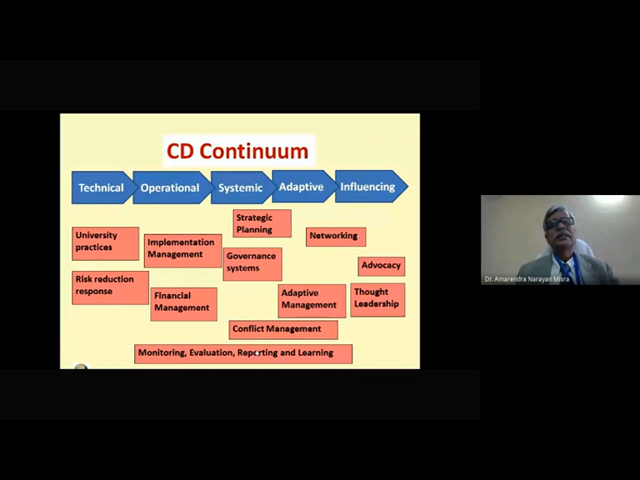 CD Continuum
Technical
Operational
Systemic
Adaptive
Influencing
Strategic
Planning
University
practices
Implementation
Management
Networking
Governance
systems
Advocacy
Risk reduction
response
Financial
Management
Adaptive
Management
Thought
Leadership
Conflict Management
Monitoring, Evaluation, Reporting and Learning
Dr. Amarendra Narayan Misra